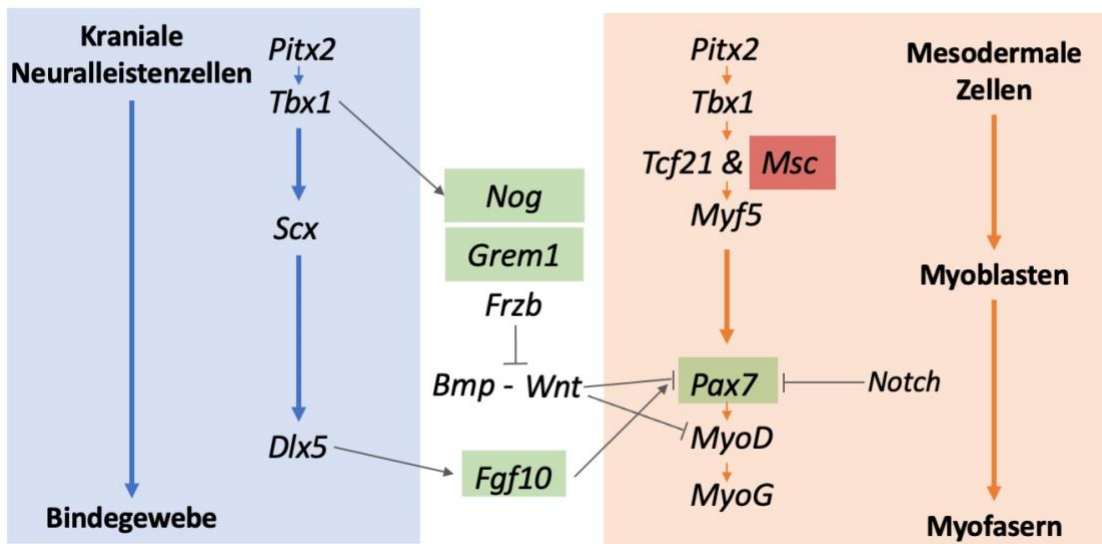 Kraniale
Neuralleistenzellen
Bindegewebe
Pitx2
Tbx1
Scx
Dlx5
Nog
Grem1
Frzb
Bmp - Wnt
Fgf10
Pitx2
Tbx1
Tcf21 & Msc
Myf5
Pax7
MyoD
MyoG
Notch
Mesodermale
Zellen
Myoblasten
Myofasern